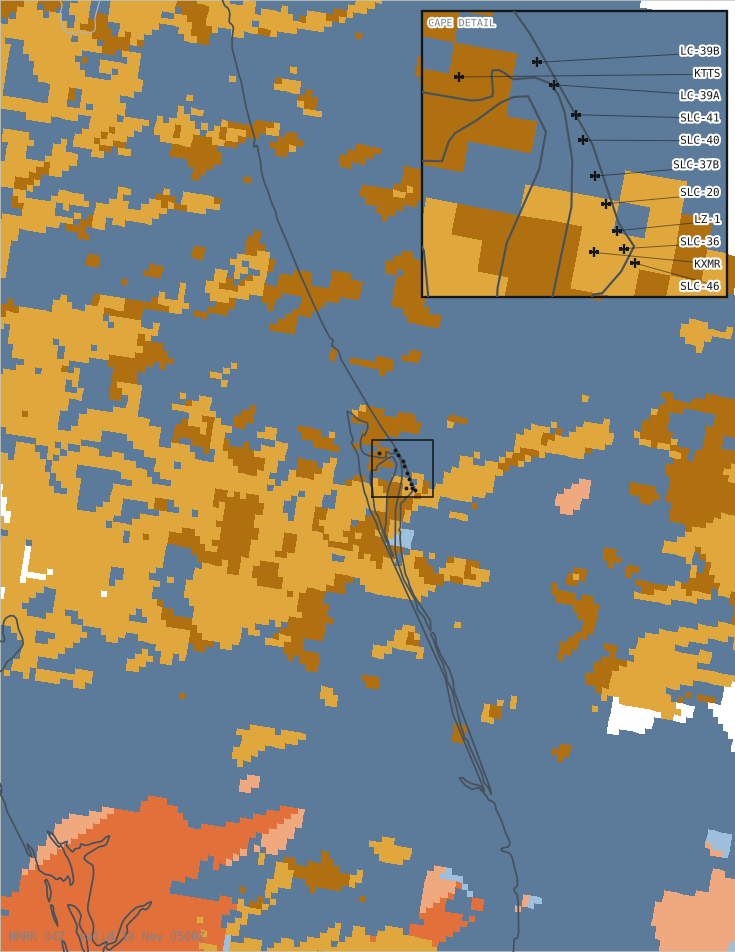 CAPE DETAIL
LC-39B
KTTS
LC-39A
SLC-41
SLC-40
SLC-37B
SLC-20
LZ-1
SLC-36
KXMR
SLC-46